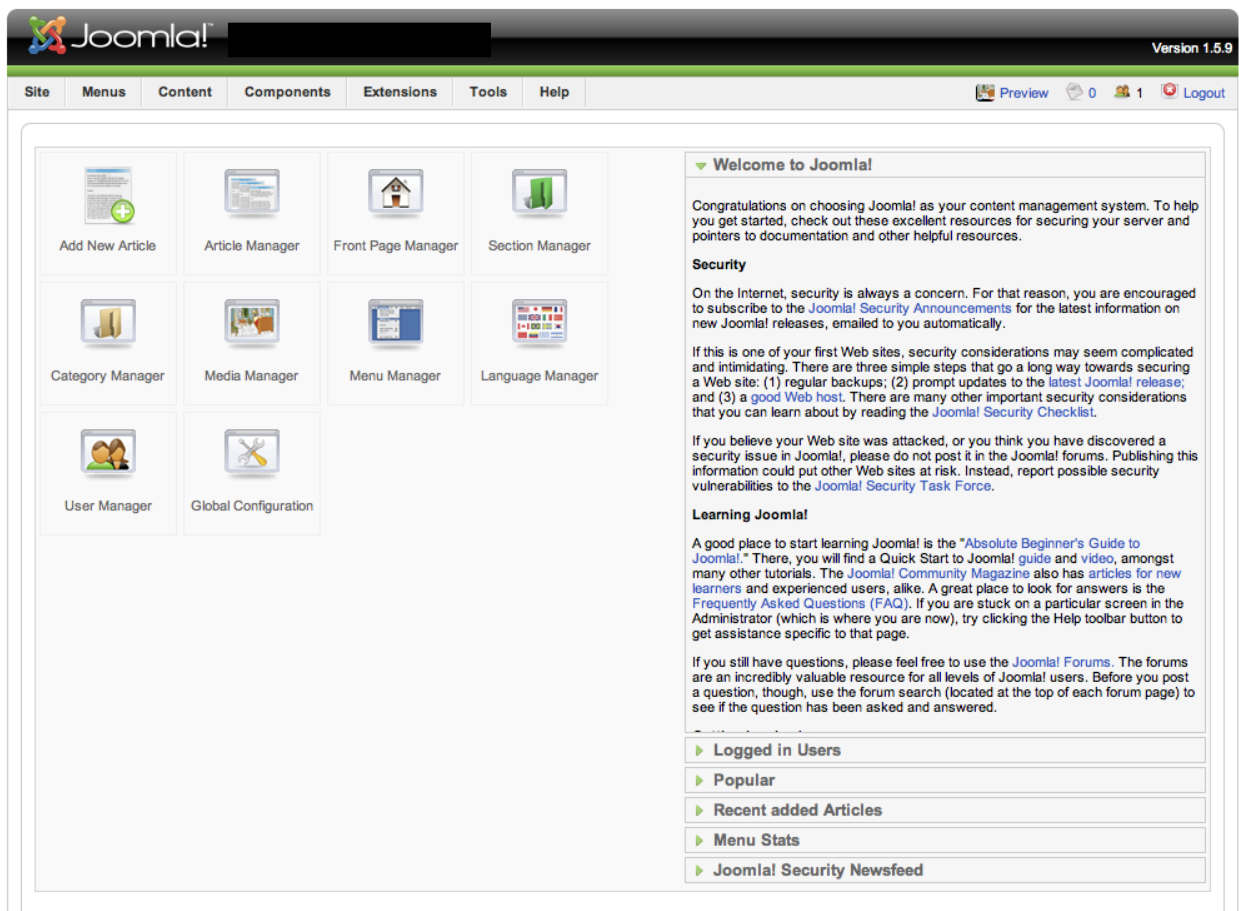 Joomla!™
Version 1.5.9
Site Menus Content Components Extensions Tools Help Preview 0 1 Logout
Add New Article Article Manager Front Page Manager Section Manager
Category Manager Media Manager Menu Manager Language Manager
User Manager Global Configuration
Welcome to Joomla!
Congratulations on choosing Joomla! as your content management system. To help
you get started, check out these excellent resources for securing your server and
pointers to documentation and other helpful resources.
Security
On the Internet, security is always a concern. For that reason, you are encouraged
to subscribe to the Joomla! Security Announcements for the latest information on
new Joomla! releases, emailed to you automatically.
If this is one of your first Web sites, security considerations may seem complicated
and intimidating. There are three simple steps that go a long way towards securing
a Web site: (1) regular backups; (2) prompt updates to the latest Joomla! release;
and (3) a good Web host. There are many other important security considerations
that you can learn about by reading the Joomla! Security Checklist.
If you believe your Web site was attacked, or you think you have discovered a
security issue in Joomla!, please do not post it in the Joomla! forums. Publishing this
information could put other Web sites at risk. Instead, report possible security
vulnerabilities to the Joomla! Security Task Force.
Learning Joomla!
A good place to start learning Joomla! is the "Absolute Beginner's Guide to
Joomla!." There, you will find a Quick Start to Joomla! guide and video, amongst
many other tutorials. The Joomla! Community Magazine also has articles for new
learners and experienced users, alike. A great place to look for answers is the
Frequently Asked Questions (FAQ). If you are stuck on a particular screen in the
Administrator (which is where you are now), try clicking the Help toolbar button to
get assistance specific to that page.
If you still have questions, please feel free to use the Joomla! Forums. The forums
are an incredibly valuable resource for all levels of Joomla! users. Before you post
a question, though, use the forum search (located at the top of each forum page) to
see if the question has been asked and answered.
Logged in Users
Popular
Recent added Articles
Menu Stats
Joomla! Security Newsfeed